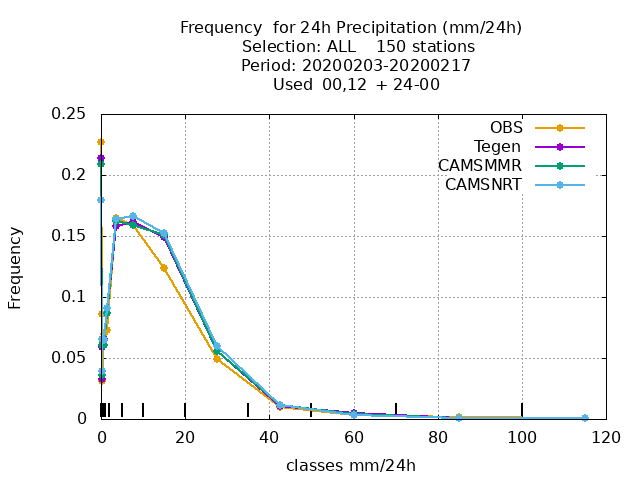 Frequency  for 24h Precipitation (mm/24h)
Selection: ALL    150 stations
Period: 20200203-20200217
Used  00,12  + 24-00
0.25
0.2
0.15
0.1
0.05
0
Frequency
OBS
Tegen
CAMSMMR
CAMSNRT
0 20 40 60 80 100 120
classes mm/24h